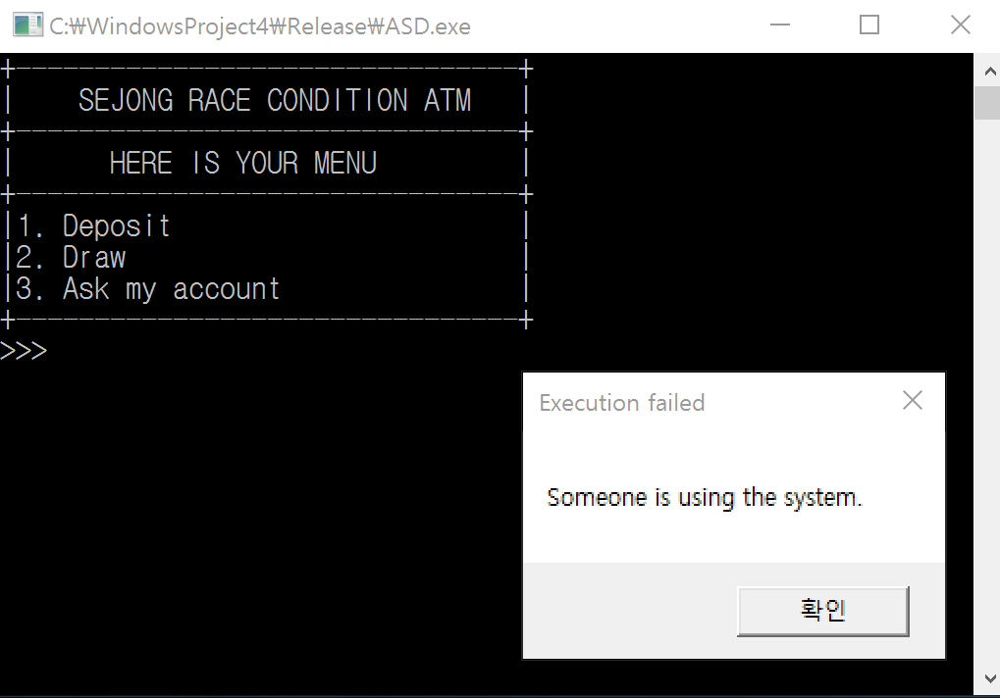 C:₩WindowsProject4₩Release₩ASD.exe
+--------------------------------+
|    SEJONG RACE CONDITION ATM   |
+--------------------------------+
|      HERE IS YOUR MENU         |
+--------------------------------+
|1. Deposit                      |
|2. Draw                         |
|3. Ask my account               |
+--------------------------------+
>>>
Execution failed
Someone is using the system.
확인